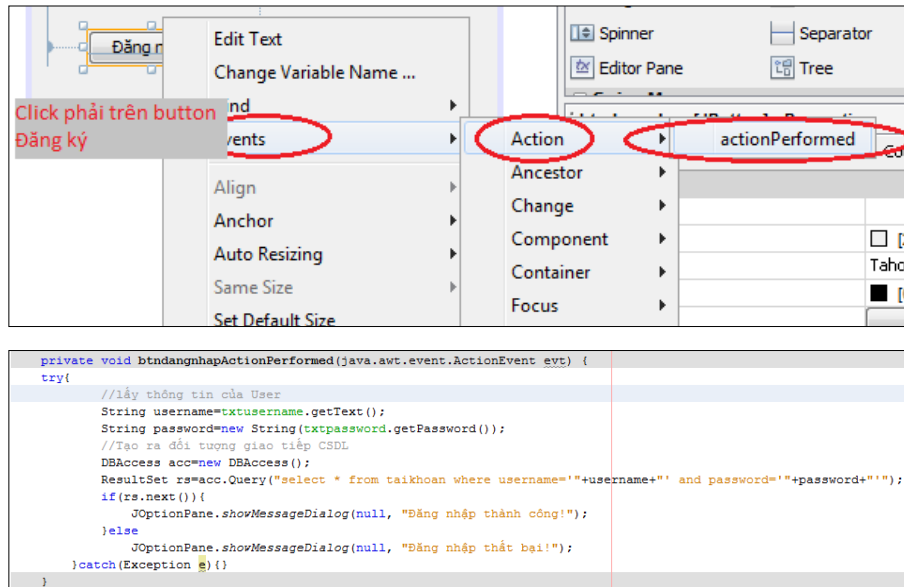 Edit Text
Spinner
Separator
Đăng n
Change Variable Name ...
Editor Pane
Tree
Click phải trên button
Đăng ký
ind
vents
Action
actionPerformed
Ancestor
Align
Change
Anchor
Component
Auto Resizing
Taho
Container
Same Size
Focus
Set Default Size
private void btndangnhapActionPerformed(java.awt.event.ActionEvent evt) {
try{
//lấy thông tin của User
String username=txtusername.getText();
String password=new String(txtpassword.getPassword());
//Tạo ra đối tượng giao tiếp CSDL
DBAccess acc=new DBAccess();
ResultSet rs=acc.Query("select * from taikhoan where username='"+username+"' and password='"+password+"'");
if(rs.next()){
JOptionPane.showMessageDialog(null, "Đăng nhập thành công!");
}else
JOptionPane.showMessageDialog(null, "Đăng nhập thất bại!");
}catch(Exception e){}
}